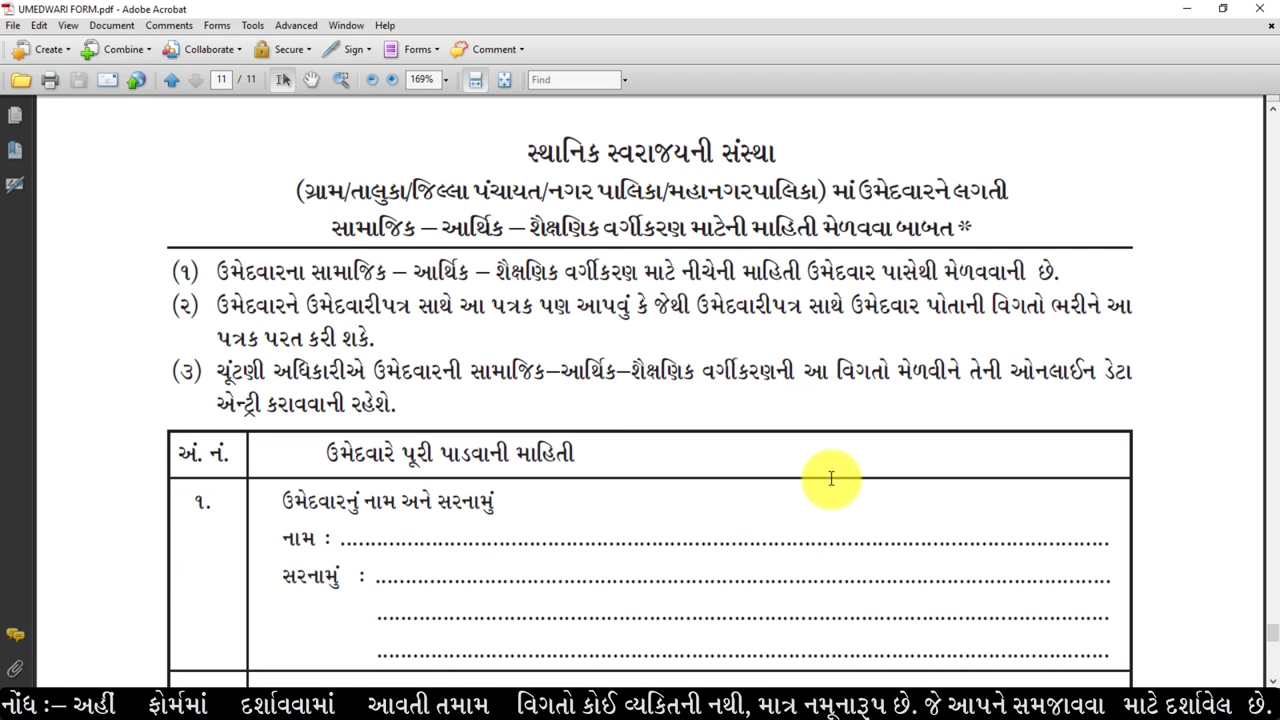 UMEDWARI FORM.pdf - Adobe Acrobat
File Edit View Document Comments Forms Tools Advanced Window Help
Create Combine Collaborate Secure Sign Forms Comment
11 / 11 169% Find
સ્થાનિક સ્વરાજયની સંસ્થા
(ગ્રામ/તાલુકા/જિલ્લા પંચાયત/નગર પાલિકા/મહાનગરપાલિકા) માં ઉમેદવારને લગતી
સામાજિક – આર્થિક – શૈક્ષણિક વર્ગીકરણ માટેની માહિતી મેળવવા બાબત *
(૧) ઉમેદવારના સામાજિક – આર્થિક – શૈક્ષણિક વર્ગીકરણ માટે નીચેની માહિતી ઉમેદવાર પાસેથી મેળવવાની છે.
(૨) ઉમેદવારને ઉમેદવારીપત્ર સાથે આ પત્રક પણ આપવું કે જેથી ઉમેદવારીપત્ર સાથે ઉમેદવાર પોતાની વિગતો ભરીને આ
પત્રક પરત કરી શકે.
(૩) ચૂંટણી અધિકારીએ ઉમેદવારની સામાજિક–આર્થિક–શૈક્ષણિક વર્ગીકરણની આ વિગતો મેળવીને તેની ઓનલાઈન ડેટા
એન્ટ્રી કરાવવાની રહેશે.
અં. નં. ઉમેદવારે પૂરી પાડવાની માહિતી
૧. ઉમેદવારનું નામ અને સરનામું
નામ : ................................................................................
સરનામું : ................................................................................
................................................................................
................................................................................
નોંધ :– અહીં ફોર્મમાં દર્શાવવામાં આવતી તમામ વિગતો કોઈ વ્યકિતની નથી, માત્ર નમૂનારૂપ છે. જે આપને સમજાવવા માટે દર્શાવેલ છે.